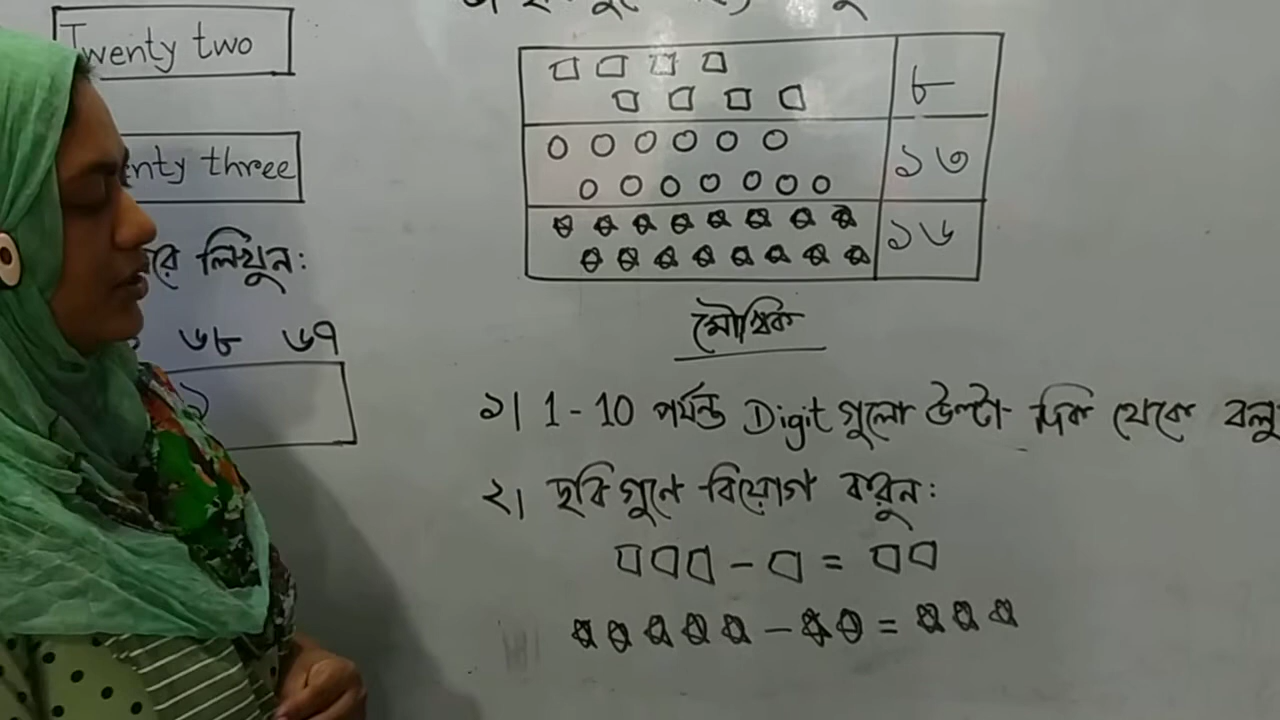 Twenty two
enty three
রে লিখুন:
৬৮ ৬৭
৮
১৩
১৬
মৌখিক
১। 1-10 পর্যন্ত Digit গুলো উল্টা দিক থেকে বলু
২। ছবি গুনে বিয়োগ করুন:
- =
- =